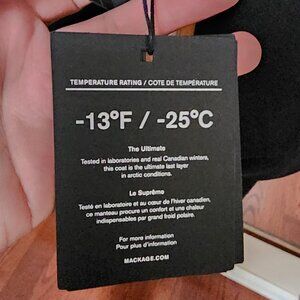 TEMPERATURE RATING / COTE DE TEMPÉRATURE
-13°F / -25°C
The Ultimate
Tested in laboratories and real Canadian winters,
this coat is the ultimate last layer
in arctic conditions.
Le Suprême
Testé en laboratoire et au cœur de l'hiver canadien,
ce manteau procure un confort et une chaleur
indispensables par grand froid polaire.
For more information
Pour plus d'information
MACKAGE.COM